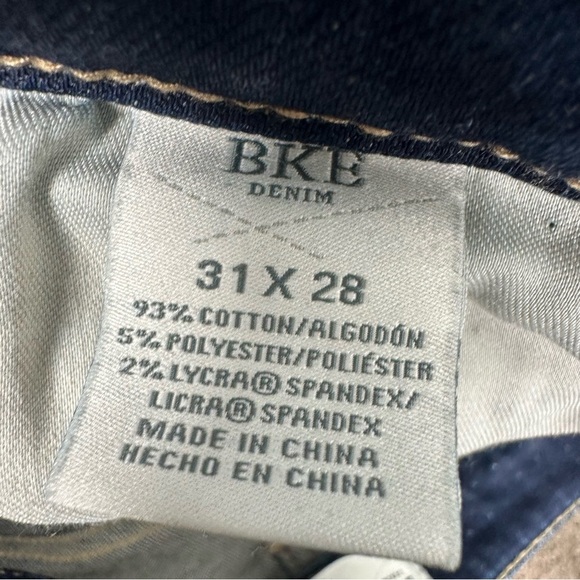 BKE
DENIM
31 X 28
93% COTTON/ALGODÓN
5% POLYESTER/POLIÉSTER
2% LYCRA® SPANDEX/
LICRA® SPANDEX
MADE IN CHINA
HECHO EN CHINA